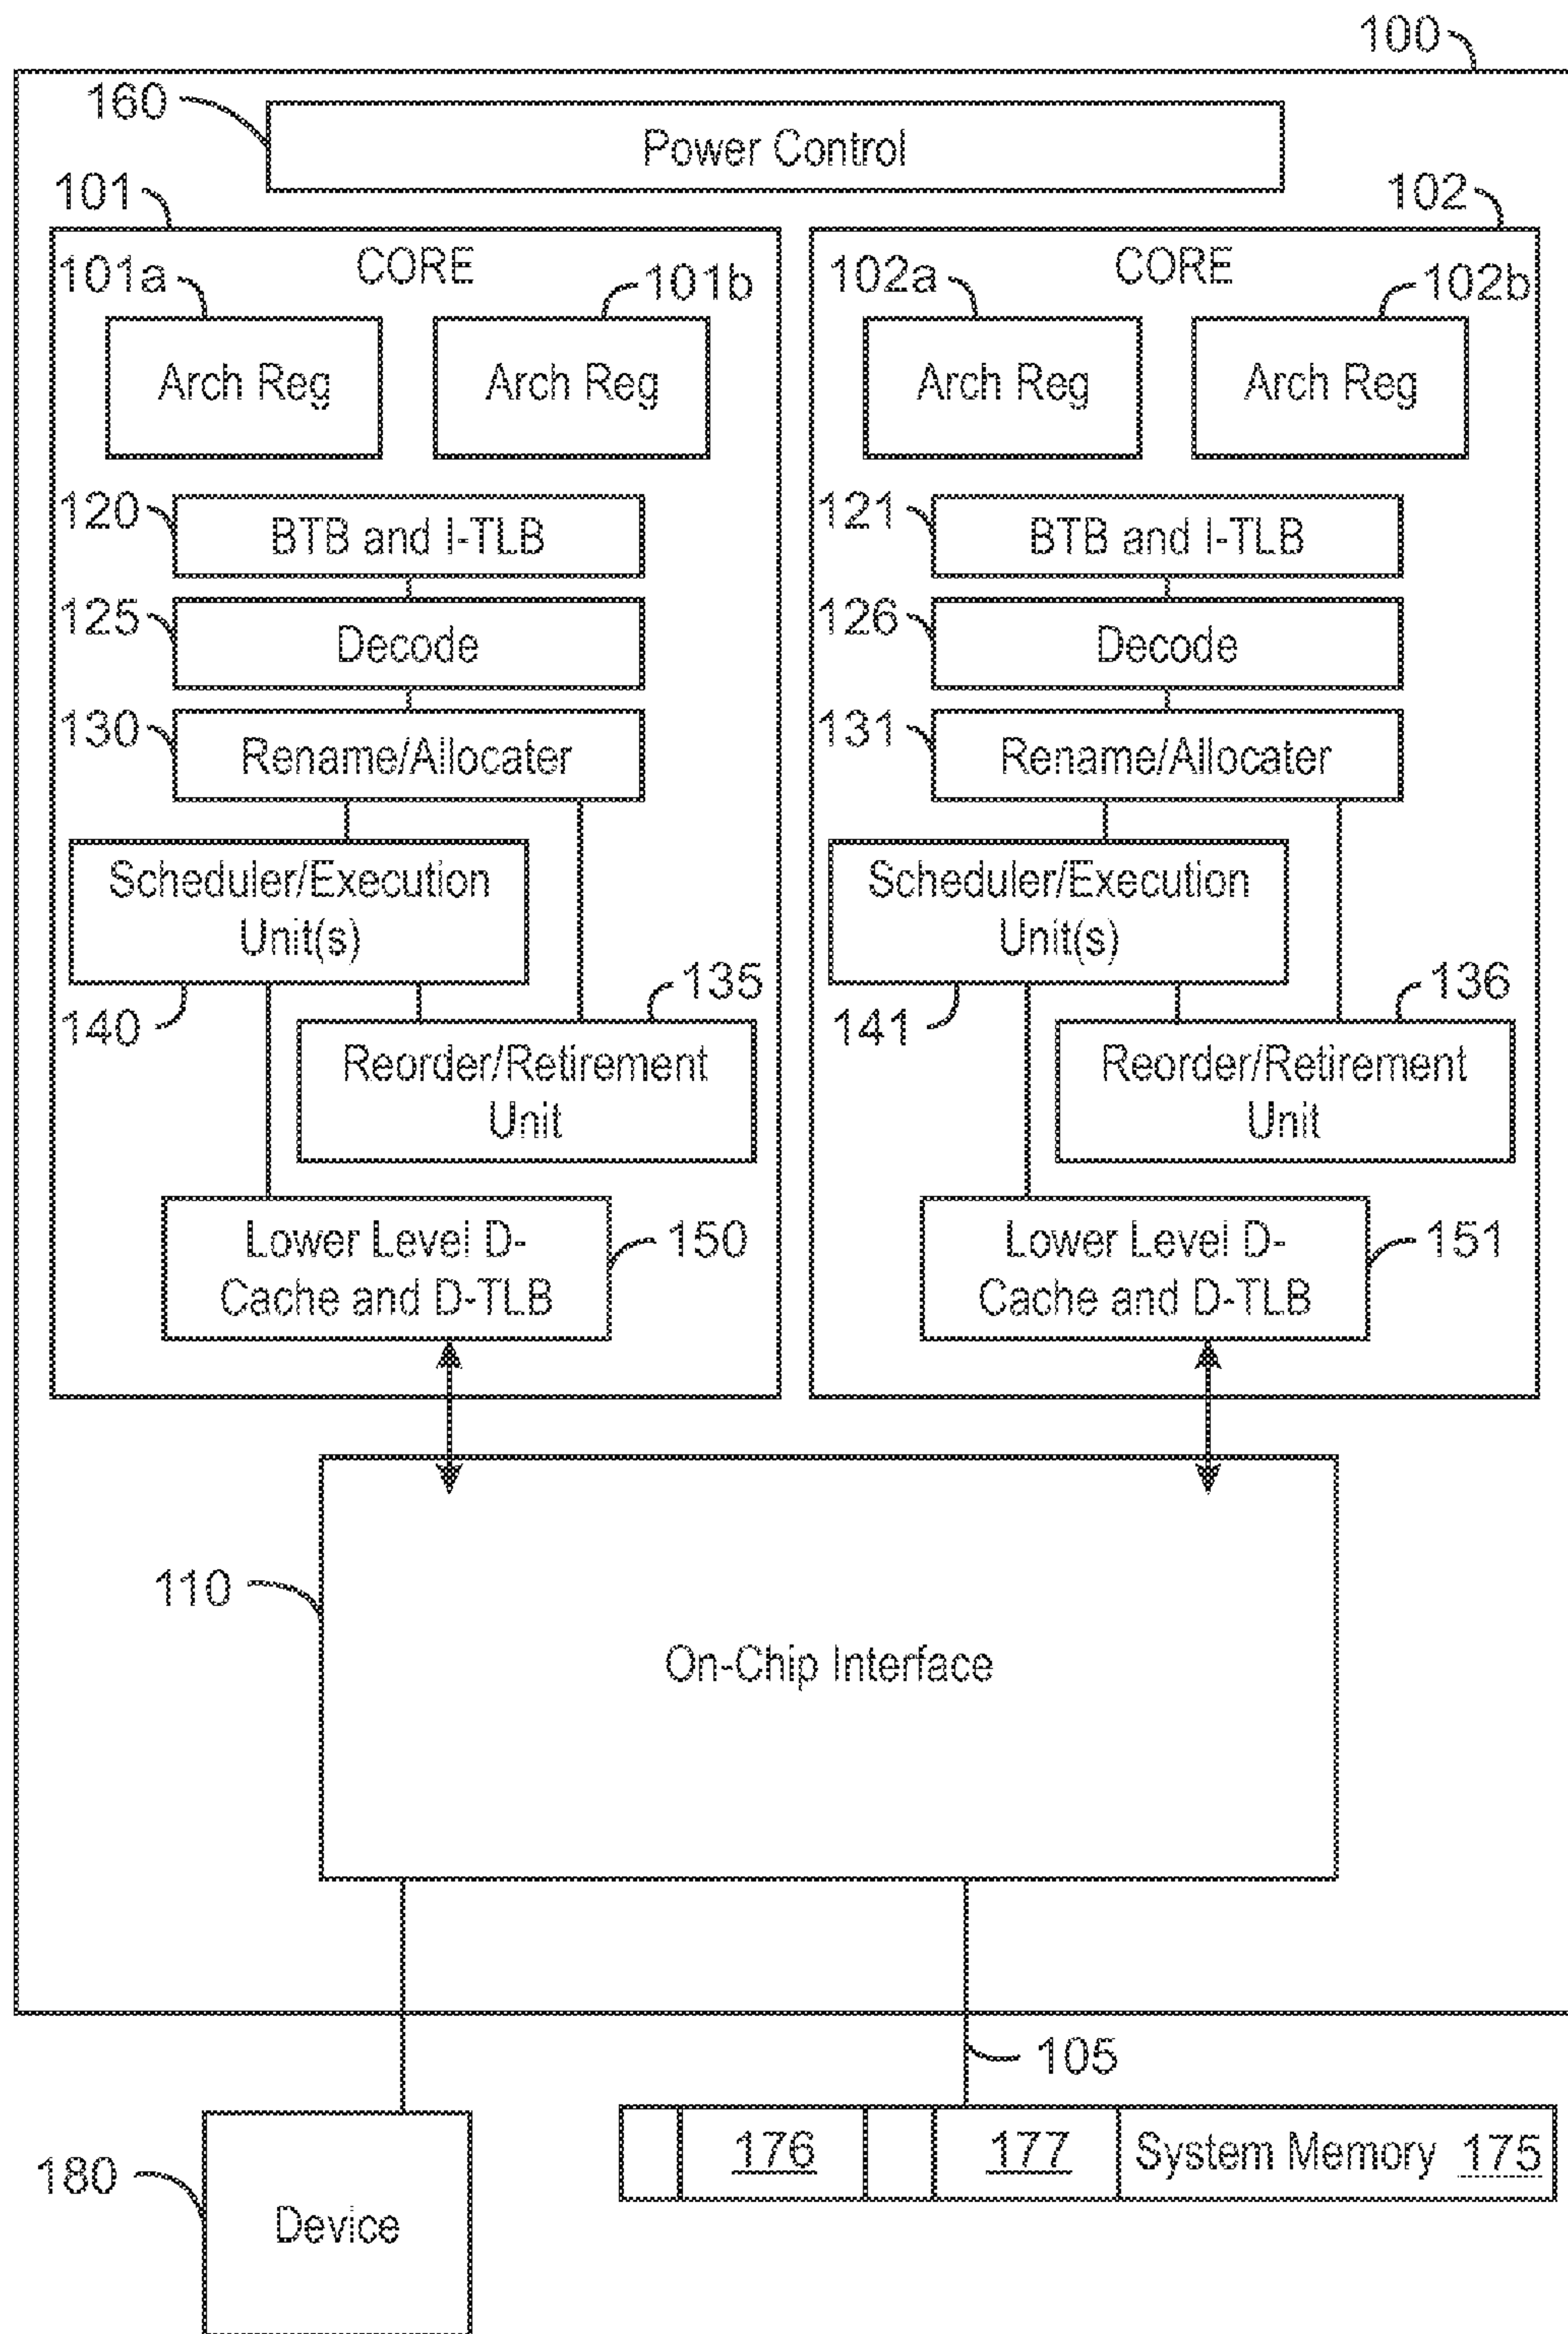 100
160
Power Control
101
102
CORE
CORE
101a
101b
102a
102b
Arch Reg
Arch Reg
Arch Reg
Arch Reg
120
BTB and I-TLB
121
BTB and I-TLB
125
Decode
126
Decode
130
Rename/Allocater
131
Rename/Allocater
Scheduler/Execution
Unit(s)
Scheduler/Execution
Unit(s)
140
135
141
136
Reorder/Retirement
Unit
Reorder/Retirement
Unit
Lower Level D-
Cache and D-TLB
150
Lower Level D-
Cache and D-TLB
151
110
On-Chip Interface
105
176
177
System Memory 175
180
Device